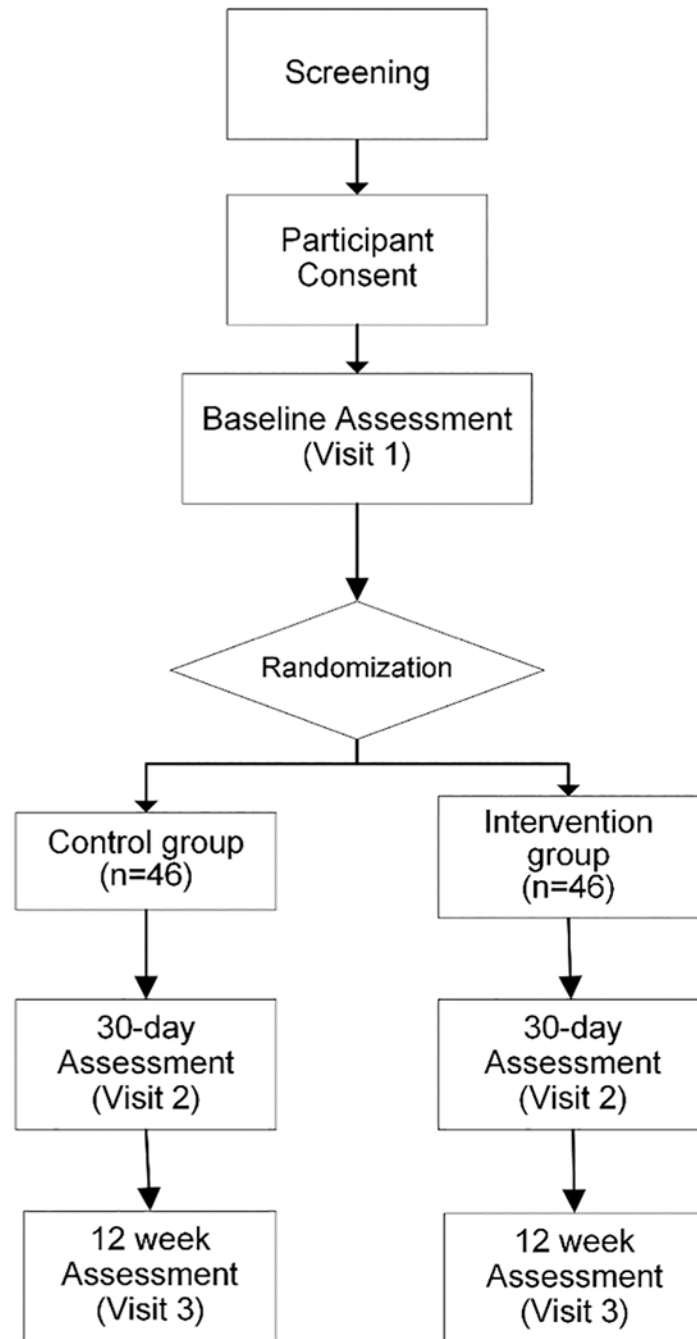 Screening
Participant
Consent
Baseline Assessment
(Visit 1)
Randomization
Control group
(n=46)
Intervention
group
(n=46)
30-day
Assessment
(Visit 2)
30-day
Assessment
(Visit 2)
12 week
Assessment
(Visit 3)
12 week
Assessment
(Visit 3)